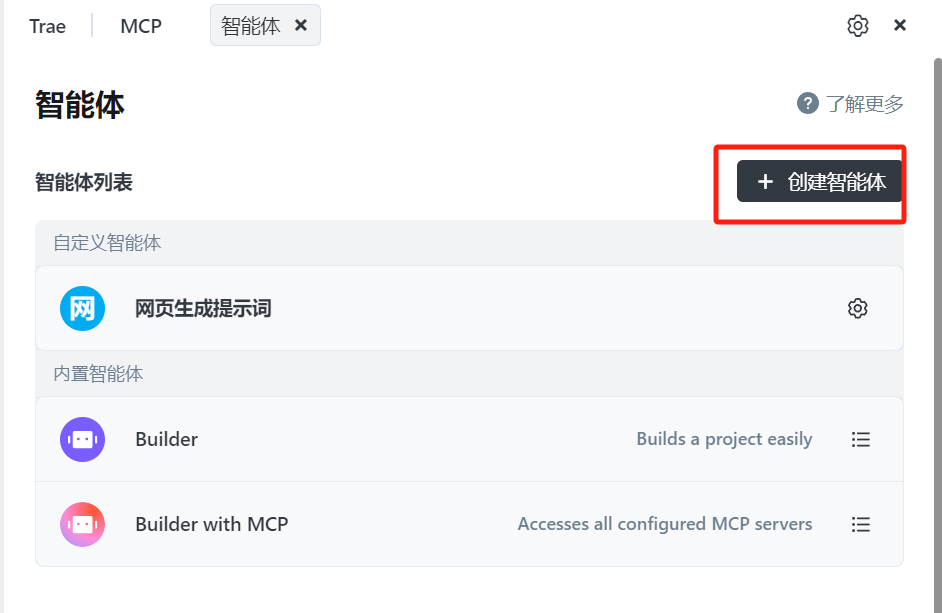 Trae MCP 智能体
智能体
了解更多
智能体列表
创建智能体
自定义智能体
网 网页生成提示词
内置智能体
Builder Builds a project easily
Builder with MCP Accesses all configured MCP servers